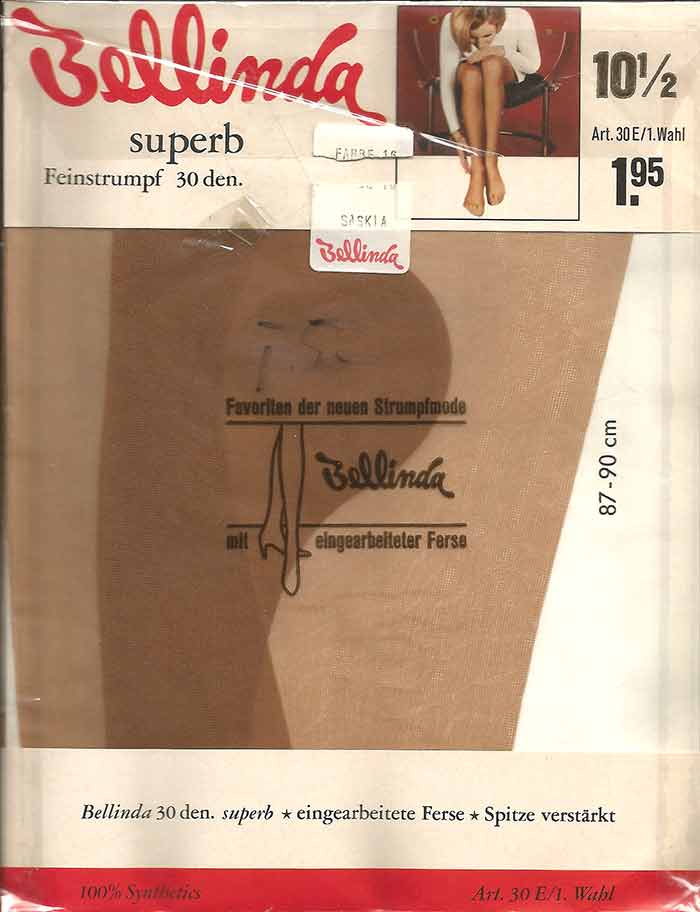 Bellinda
superb
Feinstrumpf 30 den.
10½
Art. 30E/1.Wahl
1.95
FARBE 16
SASKIA
Bellinda
Favoriten der neuen Strumpfmode
Bellinda
mit eingearbeiteter Ferse
87-90 cm
Bellinda 30 den. superb ★ eingearbeitete Ferse ★ Spitze verstärkt
100% Synthetics
Art. 30 E/1. Wahl